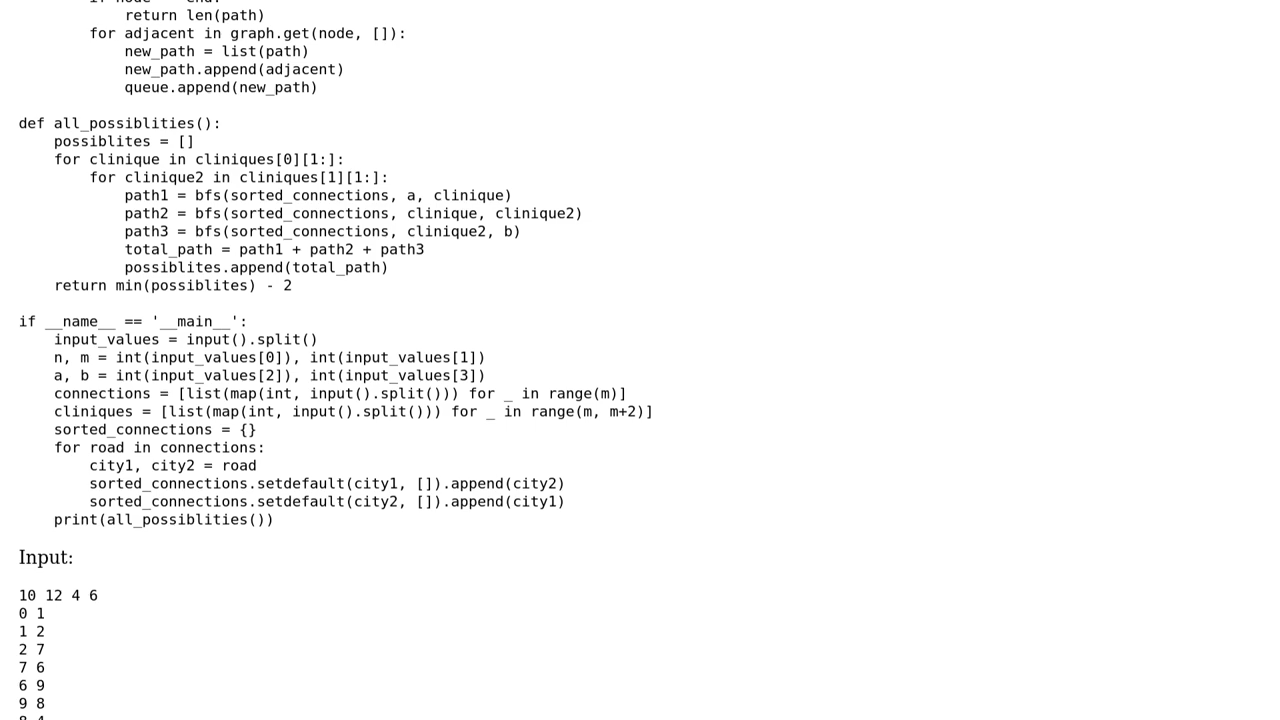 return len(path)
for adjacent in graph.get(node, []):
new_path = list(path)
new_path.append(adjacent)
queue.append(new_path)
def all_possiblities():
possiblites = []
for clinique in cliniques[0][1:]:
for clinique2 in cliniques[1][1:]:
path1 = bfs(sorted_connections, a, clinique)
path2 = bfs(sorted_connections, clinique, clinique2)
path3 = bfs(sorted_connections, clinique2, b)
total_path = path1 + path2 + path3
possiblites.append(total_path)
return min(possiblites) - 2
if __name__ == '__main__':
input_values = input().split()
n, m = int(input_values[0]), int(input_values[1])
a, b = int(input_values[2]), int(input_values[3])
connections = [list(map(int, input().split())) for _ in range(m)]
cliniques = [list(map(int, input().split())) for _ in range(m, m+2)]
sorted_connections = {}
for road in connections:
city1, city2 = road
sorted_connections.setdefault(city1, []).append(city2)
sorted_connections.setdefault(city2, []).append(city1)
print(all_possiblities())
Input:
10 12 4 6
0 1
1 2
2 7
7 6
6 9
9 8